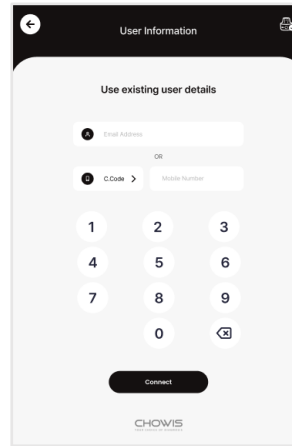 User Information
Use existing user details
Email Address
OR
C.Code
Mobile Number
1 2 3
4 5 6
7 8 9
0
Connect
CHOWIS